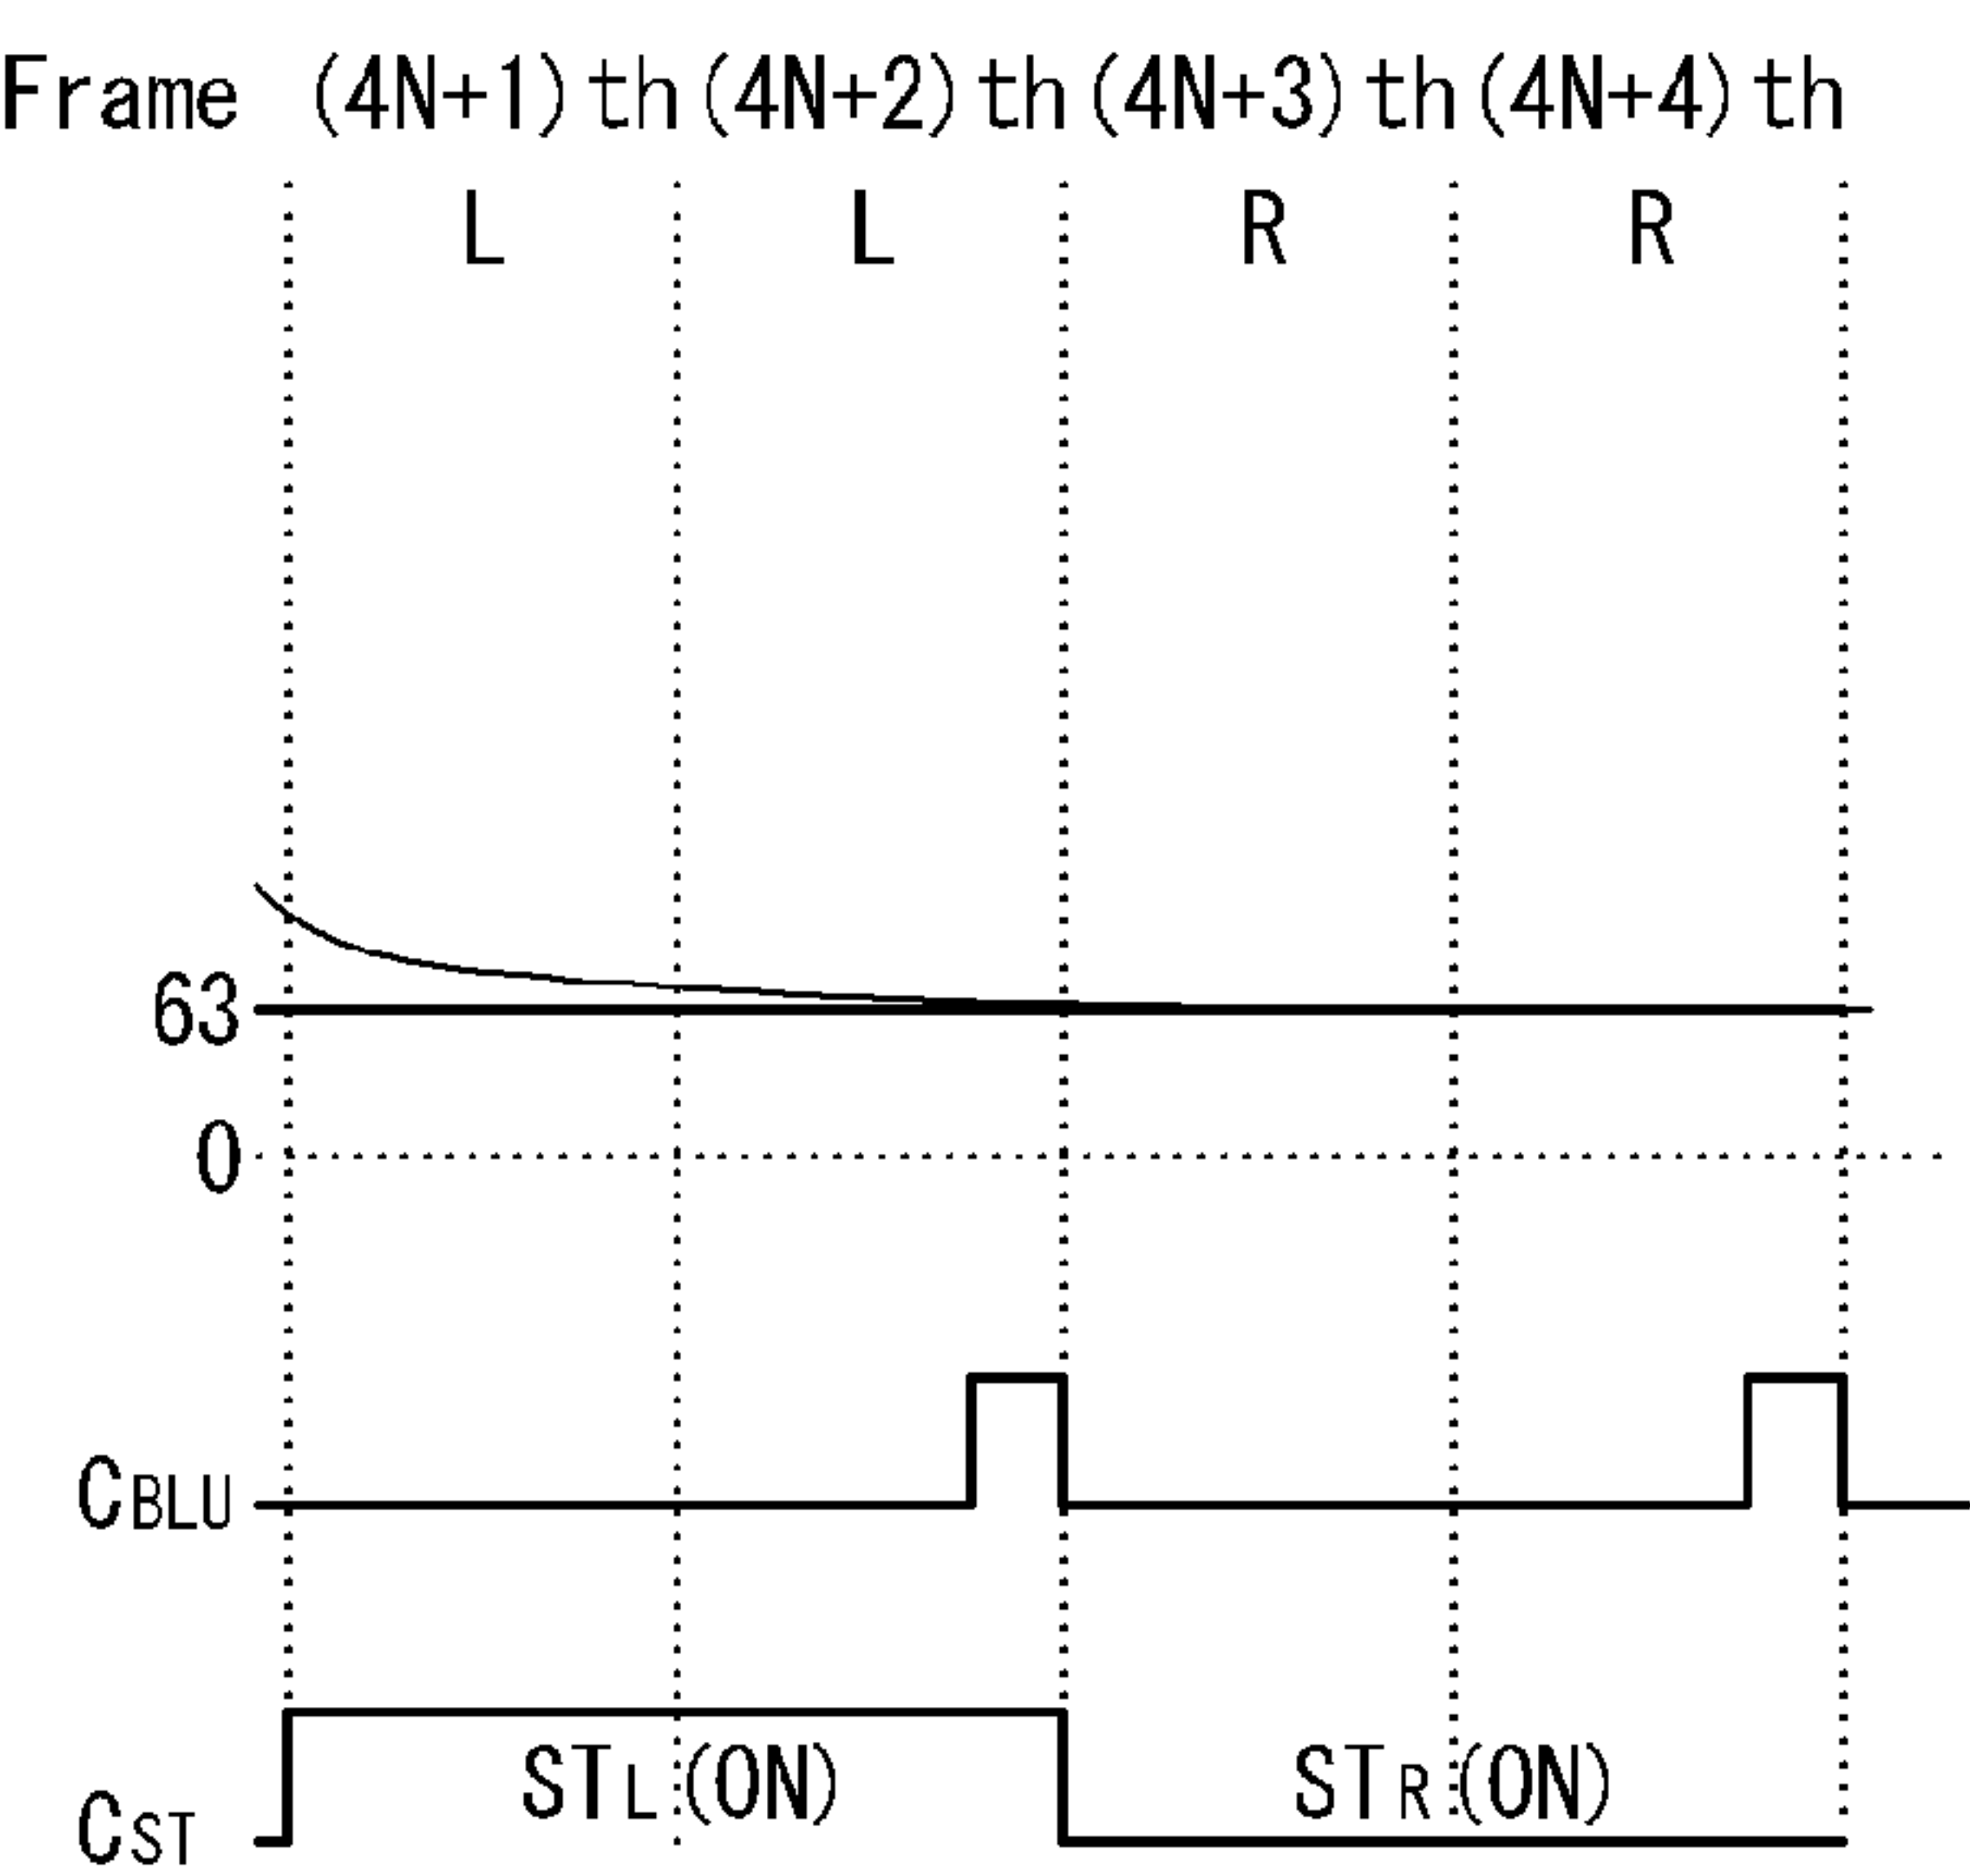 Frame (4N+1)th(4N+2)th(4N+3)th(4N+4)th
L L R R
63
0
CBLU
STL(ON) STR(ON)
CST